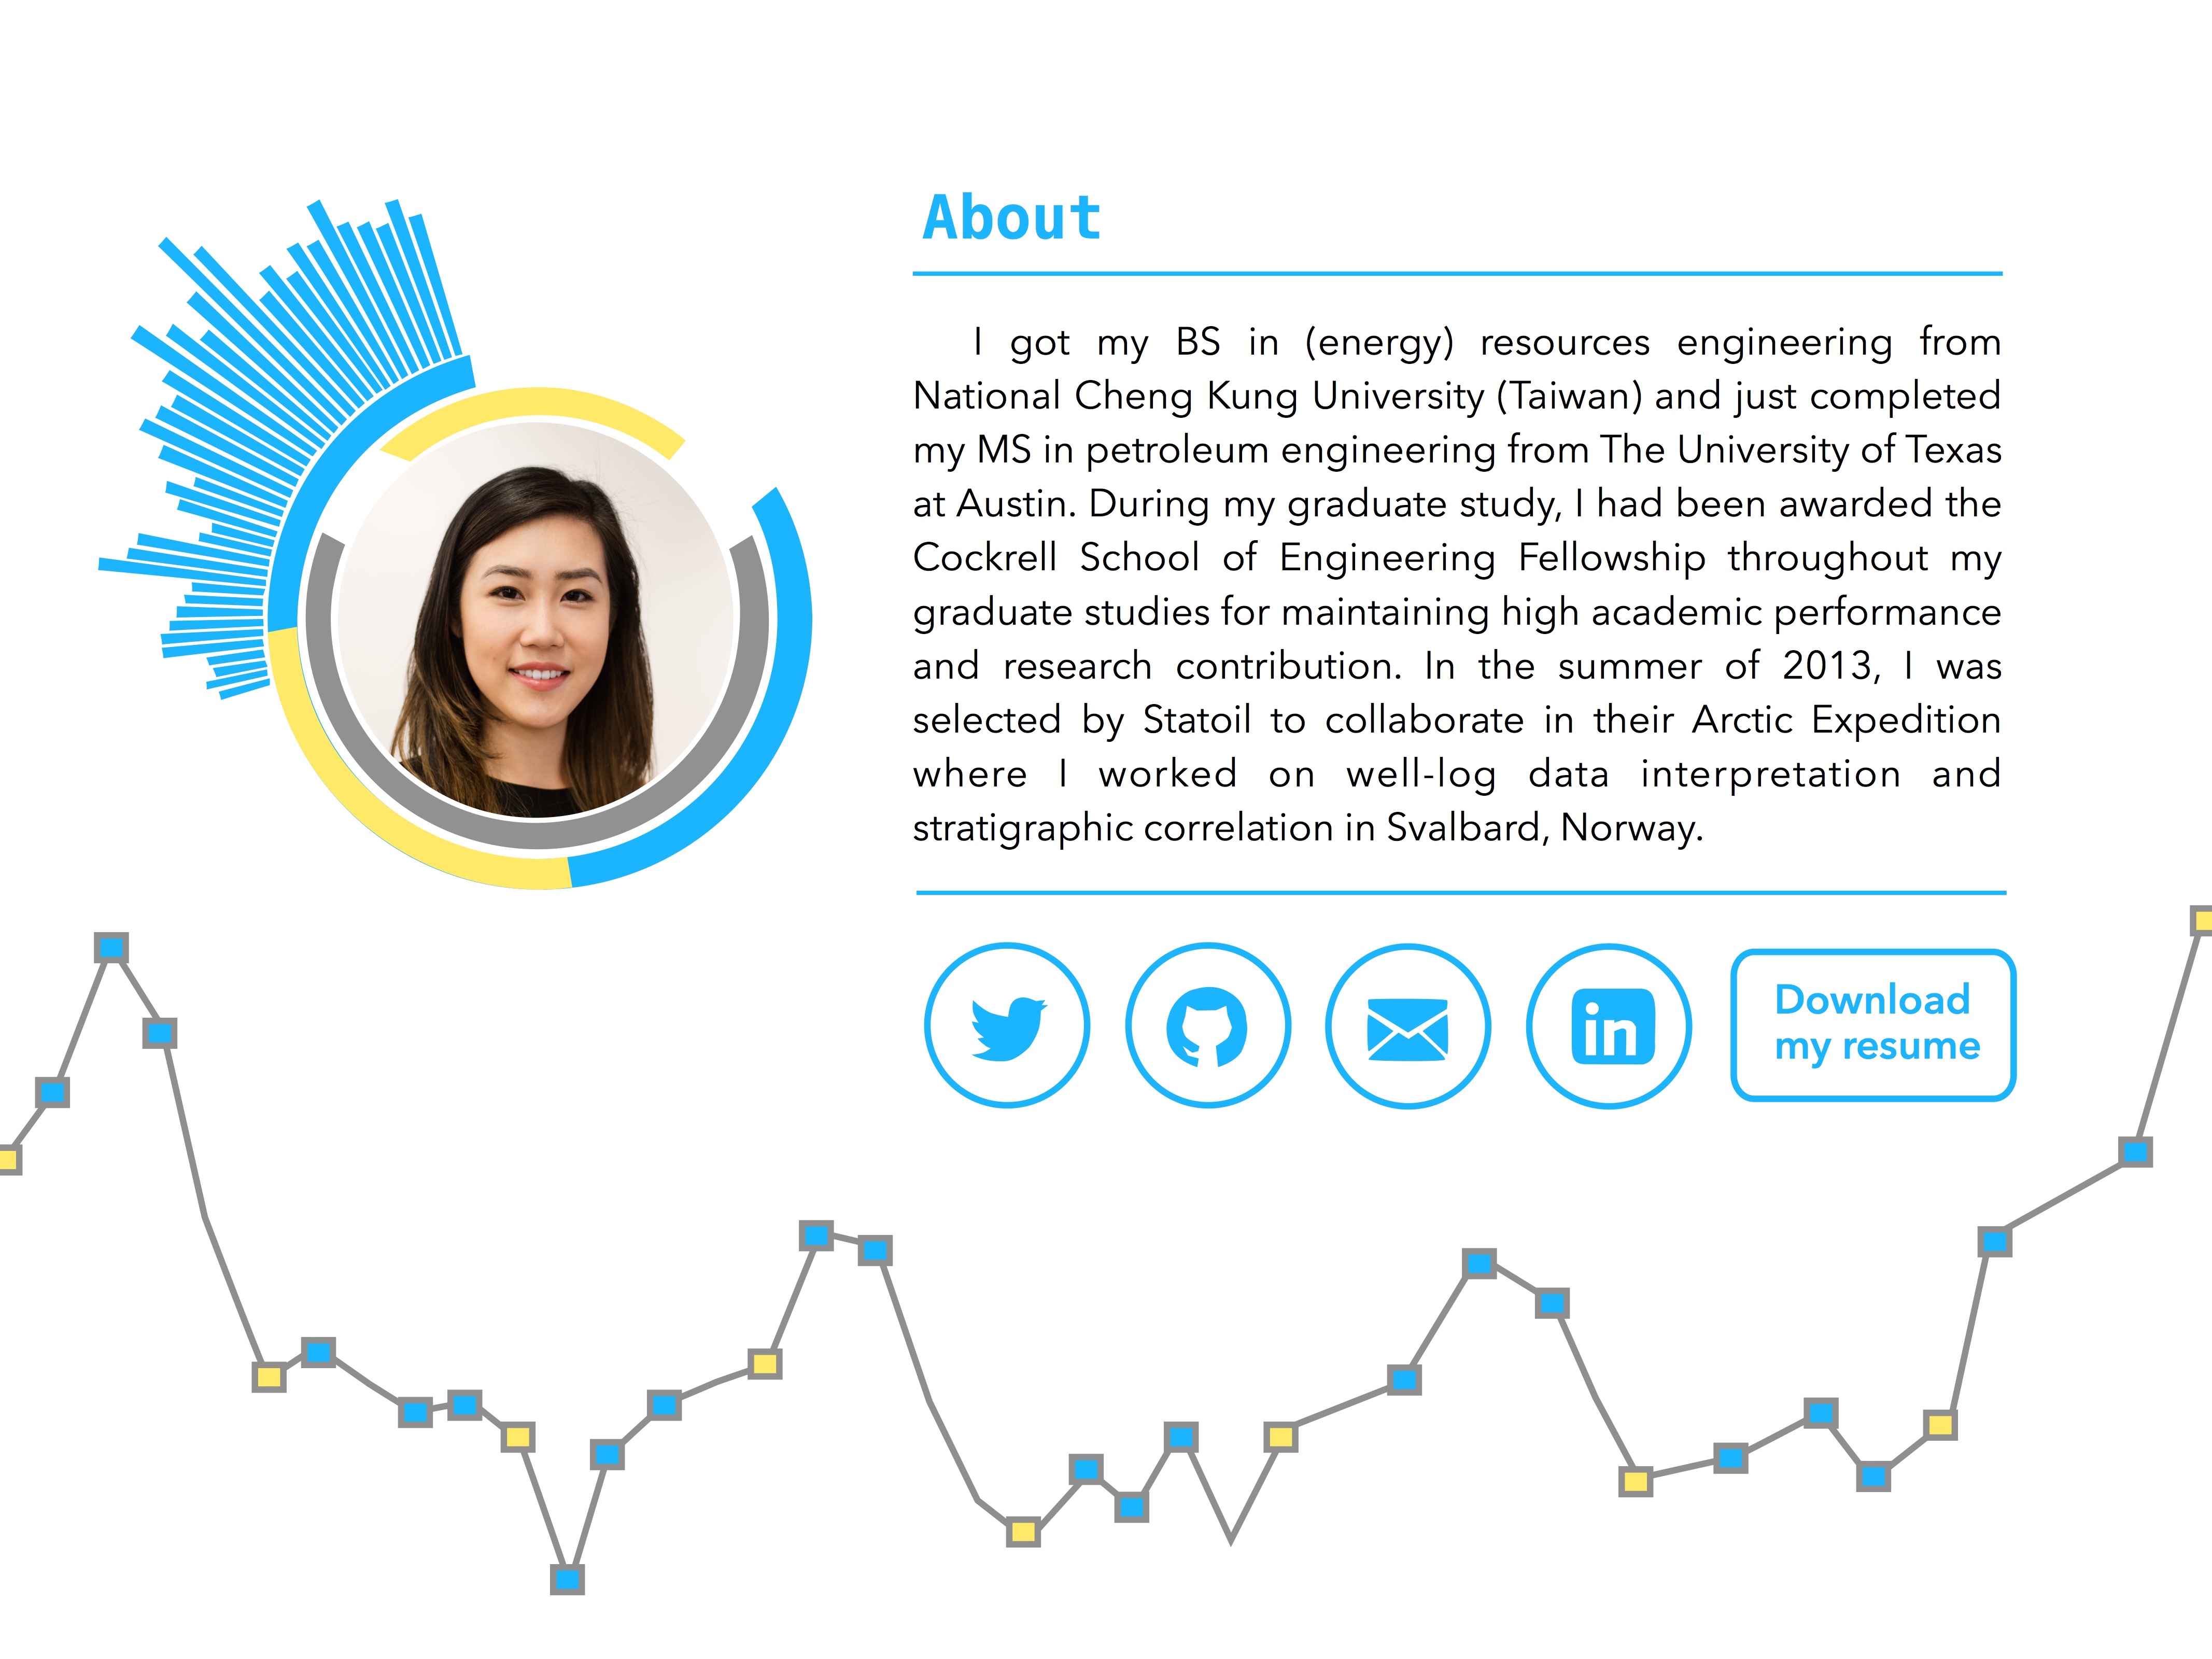 About
I got my BS in (energy) resources engineering from
National Cheng Kung University (Taiwan) and just completed
my MS in petroleum engineering from The University of Texas
at Austin. During my graduate study, I had been awarded the
Cockrell School of Engineering Fellowship throughout my
graduate studies for maintaining high academic performance
and research contribution. In the summer of 2013, I was
selected by Statoil to collaborate in their Arctic Expedition
where I worked on well-log data interpretation and
stratigraphic correlation in Svalbard, Norway.
in
Download
my resume